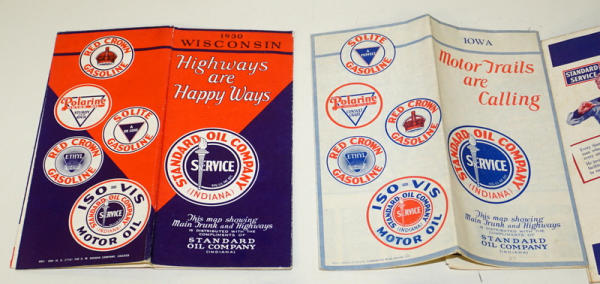 RED CROWN
GASOLINE
Polarine
SOLITE
GASOLINE
RED CROWN
ETHYL
GASOLINE
ISO-VIS
STANDARD OIL COMPANY
SERVICE
(INDIANA)
MOTOR OIL
1930
WISCONSIN
Highways
are
Happy Ways
STANDARD OIL COMPANY
SERVICE
(INDIANA)
This map showing
Main Trunk and Highways
IS DISTRIBUTED WITH THE
COMPLIMENTS OF
STANDARD
OIL COMPANY
(INDIANA)
SOLITE
GASOLINE
Polarine
RED CROWN
GASOLINE
RED CROWN
ETHYL
GASOLINE
ISO-VIS
STANDARD OIL COMPANY
SERVICE
(INDIANA)
MOTOR OIL
IOWA
Motor Trails
are
Calling
STANDARD OIL COMPANY
SERVICE
(INDIANA)
This map showing
Main Trunk and Highways
IS DISTRIBUTED WITH THE
COMPLIMENTS OF
STANDARD
OIL COMPANY
(INDIANA)
STANDARD
SERVICE